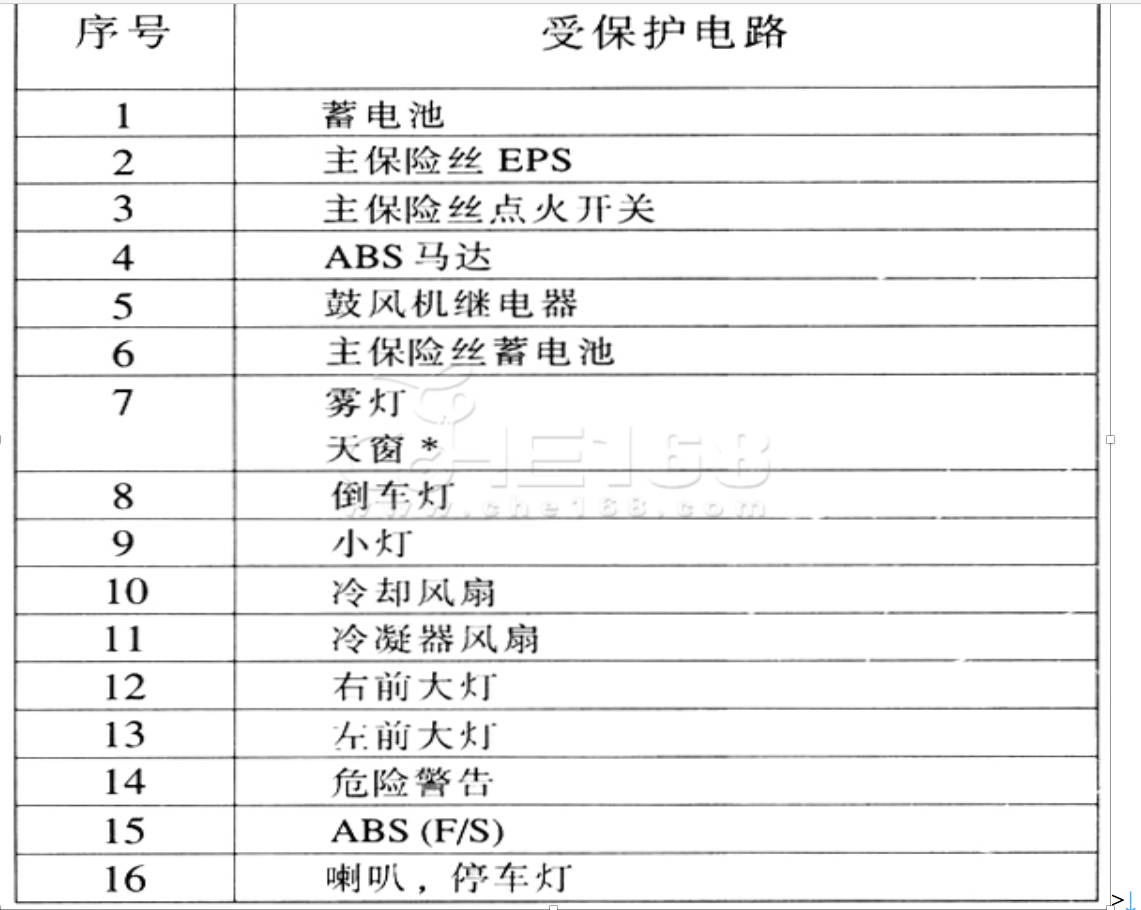 序号 受保护电路
1 蓄电池
2 主保险丝 EPS
3 主保险丝点火开关
4 ABS 马达
5 鼓风机继电器
6 主保险丝蓄电池
7 雾灯
天窗 *
CHE168
www.che168.com
8 倒车灯
9 小灯
10 冷却风扇
11 冷凝器风扇
12 右前大灯
13 左前大灯
14 危险警告
15 ABS (F/S)
16 喇叭，停车灯